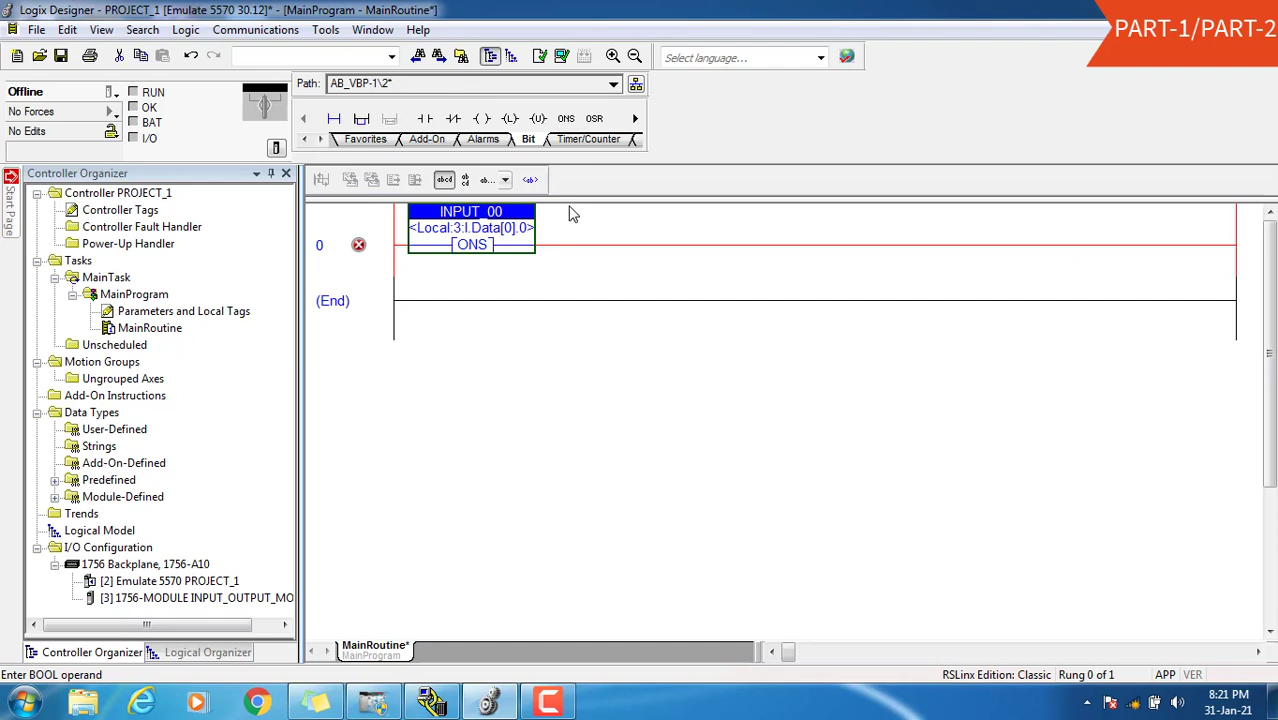 Logix Designer - PROJECT_1 [Emulate 5570 30.12]* - [MainProgram - MainRoutine*]
PART-1/PART-2
File Edit View Search Logic Communications Tools Window Help
Select language...
Path: AB_VBP-1\2*
Offline
RUN
No Forces
OK
BAT
No Edits
I/O
ONS OSR
Favorites Add-On Alarms Bit Timer/Counter
Start Page
Controller Organizer
Controller PROJECT_1
Controller Tags
Controller Fault Handler
Power-Up Handler
Tasks
MainTask
MainProgram
Parameters and Local Tags
MainRoutine
Unscheduled
Motion Groups
Ungrouped Axes
Add-On Instructions
Data Types
User-Defined
Strings
Add-On-Defined
Predefined
Module-Defined
Trends
Logical Model
I/O Configuration
1756 Backplane, 1756-A10
[2] Emulate 5570 PROJECT_1
[3] 1756-MODULE INPUT_OUTPUT_MO
Controller Organizer Logical Organizer
abcd ab cd ab... <ab>
INPUT_00
<Local:3:I.Data[0].0>
0 ONS
(End)
MainRoutine*
MainProgram
Enter BOOL operand
RSLinx Edition: Classic Rung 0 of 1 APP VER
8:21 PM
31-Jan-21